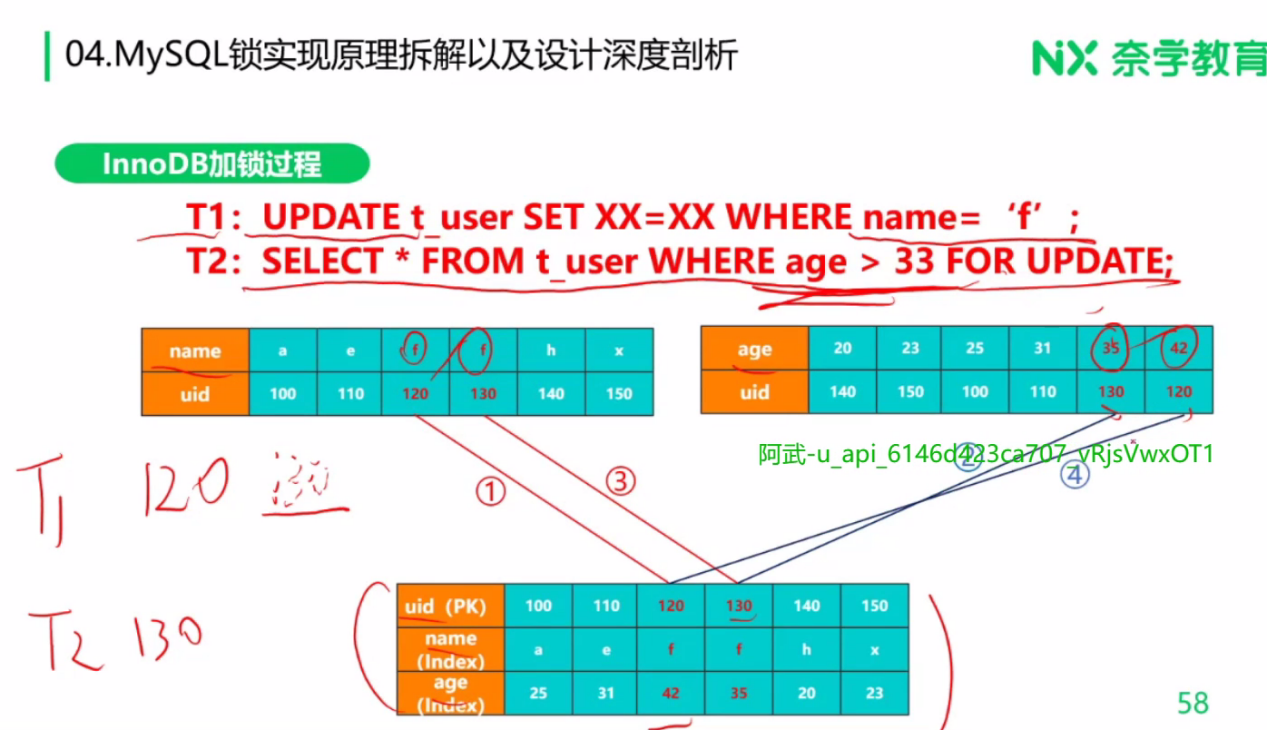 04.MySQL锁实现原理拆解以及设计深度剖析
NX 奈学教育
InnoDB加锁过程
T1：UPDATE t_user SET XX=XX WHERE name=‘f’；
T2：SELECT * FROM t_user WHERE age > 33 FOR UPDATE;
name a e f f h x
uid 100 110 120 130 140 150
age 20 23 25 31 35 42
uid 140 150 100 110 130 120
阿武-u_api_6146d423ca707_vRjsVwxOT1
① ③ ② ④
T1 120 130
T2 130
uid（PK） 100 110 120 130 140 150
name
（Index） a e f f h x
age
（Index） 25 31 42 35 20 23
58